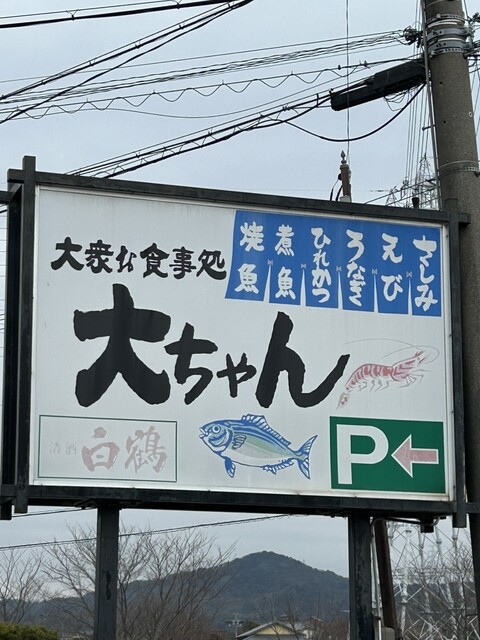 大衆お食事処
さしみ
えび
うなぎ
ひれかつ
煮魚
焼魚
大ちゃん
清酒 白鶴
P